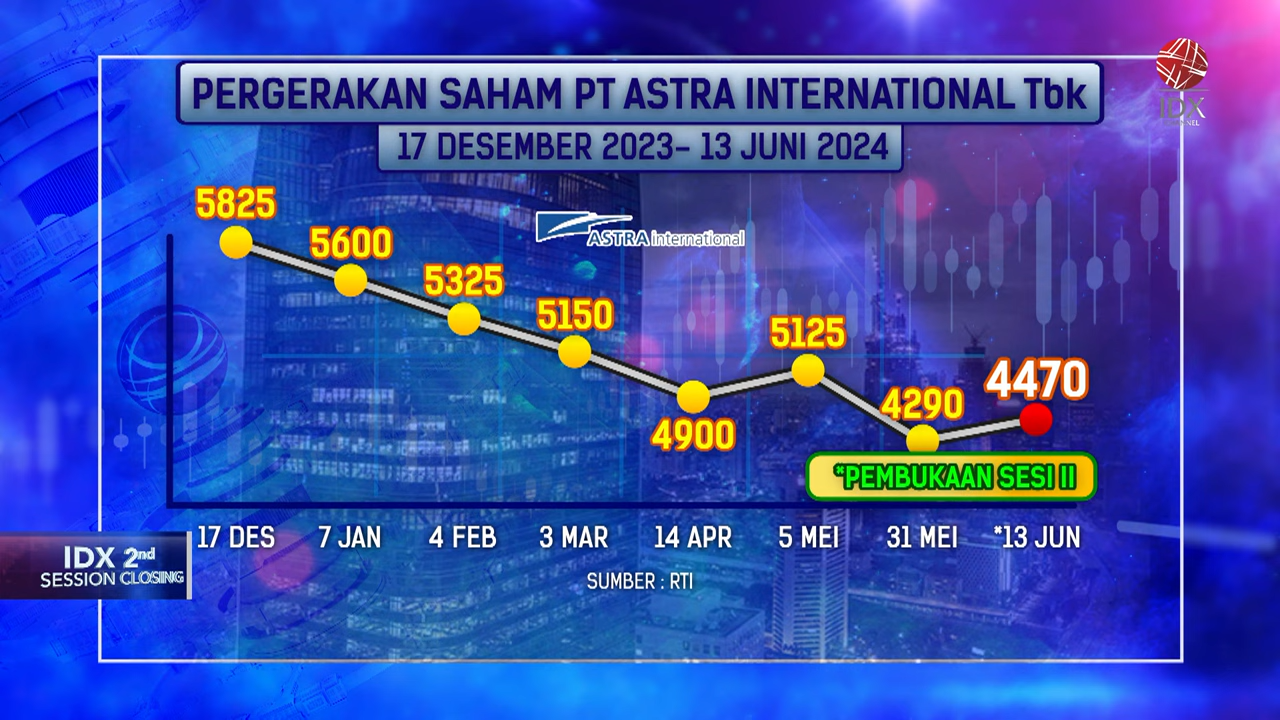 PERGERAKAN SAHAM PT ASTRA INTERNATIONAL Tbk
17 DESEMBER 2023- 13 JUNI 2024
IDX
CHANNEL
ASTRA international
5825
5600
5325
5150
4900
5125
4290
4470
*PEMBUKAAN SESI II
17 DES
7 JAN
4 FEB
3 MAR
14 APR
5 MEI
31 MEI
*13 JUN
SUMBER : RTI
IDX 2nd
SESSION CLOSING